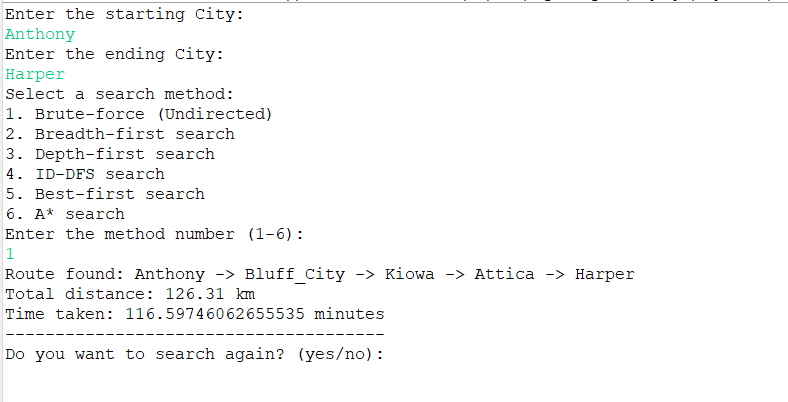 Enter the starting City:
Anthony
Enter the ending City:
Harper
Select a search method:
1. Brute-force (Undirected)
2. Breadth-first search
3. Depth-first search
4. ID-DFS search
5. Best-first search
6. A* search
Enter the method number (1-6):
1
Route found: Anthony -> Bluff_City -> Kiowa -> Attica -> Harper
Total distance: 126.31 km
Time taken: 116.59746062655535 minutes
--------------------------------------
Do you want to search again? (yes/no):